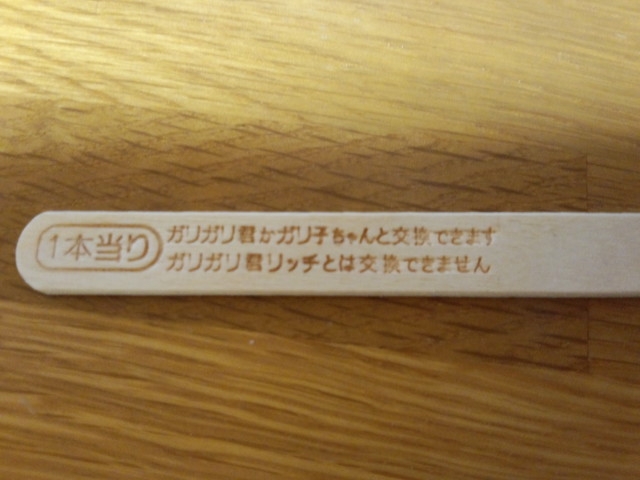 1本当り
ガリガリ君かガリ子ちゃんと交換できます
ガリガリ君リッチとは交換できません